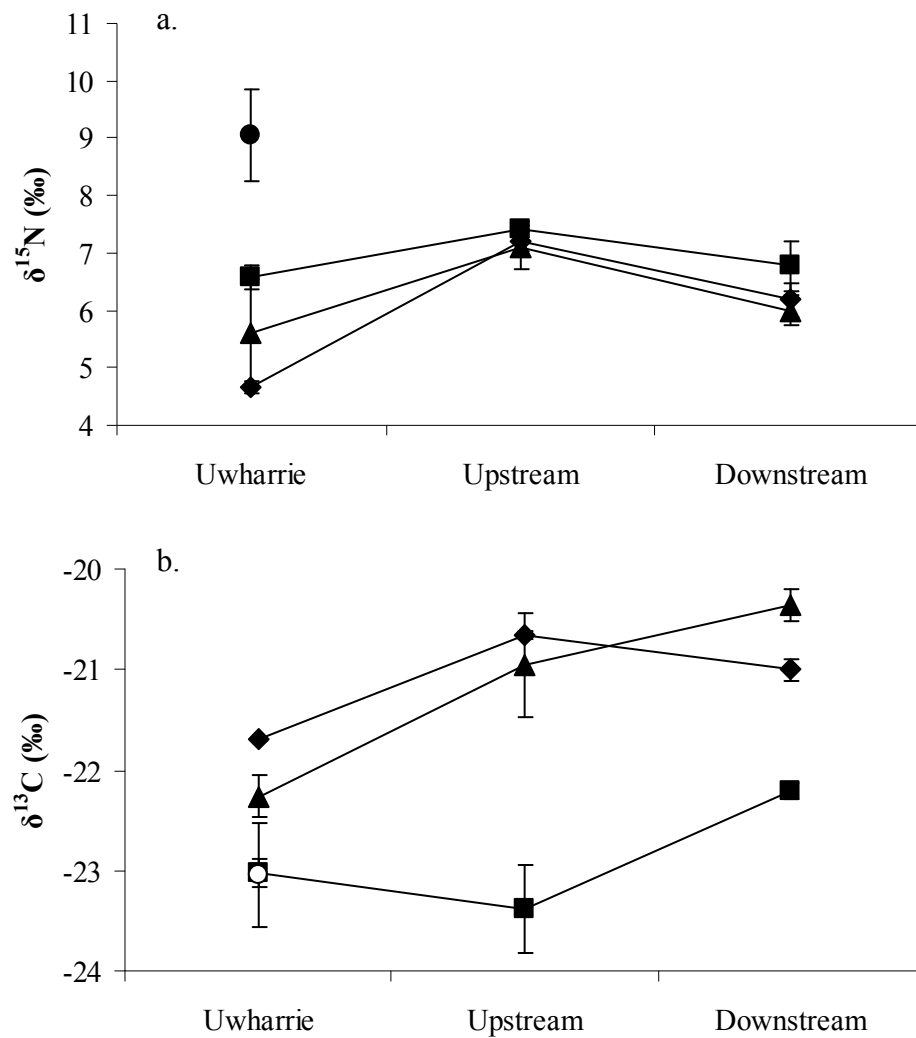 a.
11
10
9
8
7
6
5
4
δ¹⁵N (‰)
Uwharrie Upstream Downstream
b.
-20
-21
-22
-23
-24
δ¹³C (‰)
Uwharrie Upstream Downstream